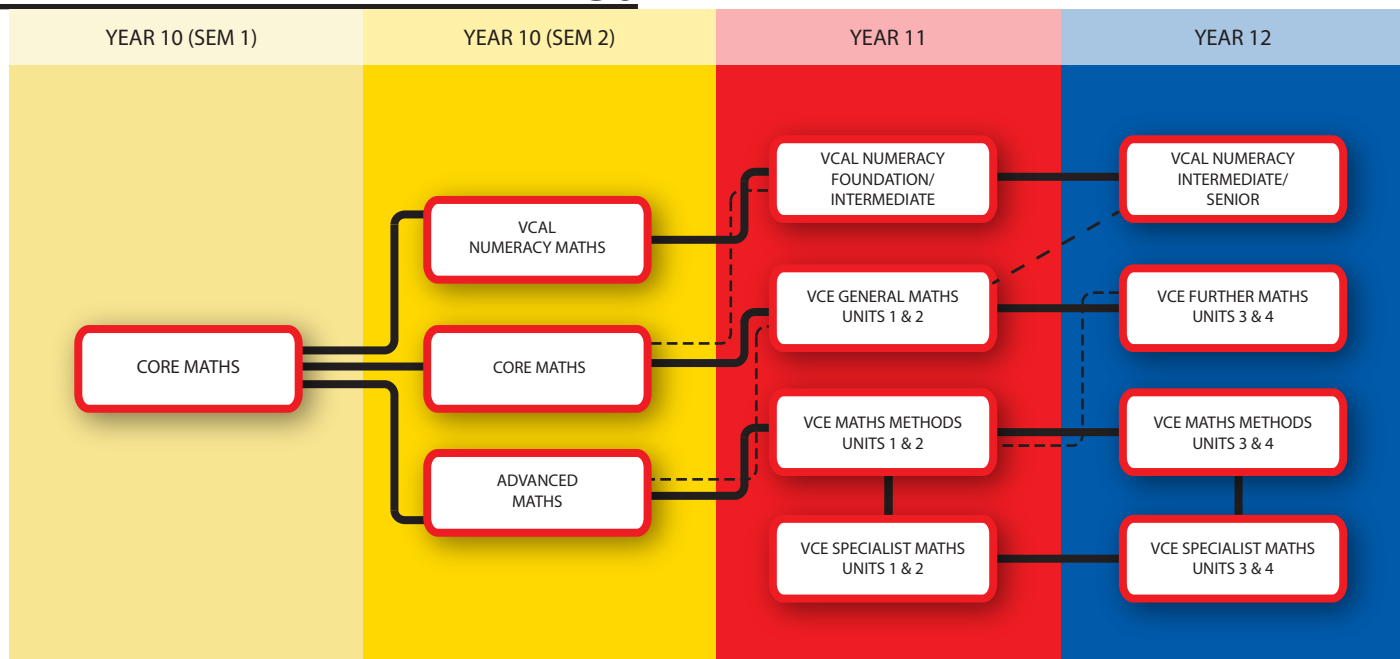 YEAR 10 (SEM 1)
YEAR 10 (SEM 2)
YEAR 11
YEAR 12
CORE MATHS
VCAL
NUMERACY MATHS
CORE MATHS
ADVANCED
MATHS
VCAL NUMERACY
FOUNDATION/
INTERMEDIATE
VCE GENERAL MATHS
UNITS 1 & 2
VCE MATHS METHODS
UNITS 1 & 2
VCE SPECIALIST MATHS
UNITS 1 & 2
VCAL NUMERACY
INTERMEDIATE/
SENIOR
VCE FURTHER MATHS
UNITS 3 & 4
VCE MATHS METHODS
UNITS 3 & 4
VCE SPECIALIST MATHS
UNITS 3 & 4